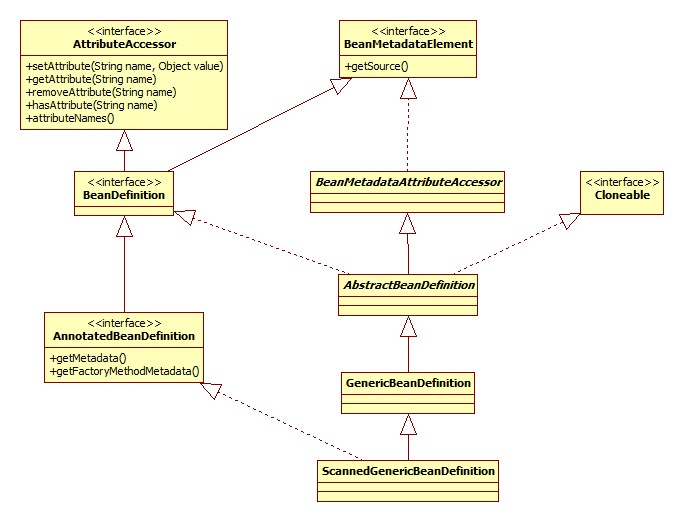 <<interface>>
AttributeAccessor
+setAttribute(String name, Object value)
+getAttribute(String name)
+removeAttribute(String name)
+hasAttribute(String name)
+attributeNames()
<<interface>>
BeanMetadataElement
+getSource()
<<interface>>
BeanDefinition
BeanMetadataAttributeAccessor
<<interface>>
Cloneable
AbstractBeanDefinition
<<interface>>
AnnotatedBeanDefinition
+getMetadata()
+getFactoryMethodMetadata()
GenericBeanDefinition
ScannedGenericBeanDefinition